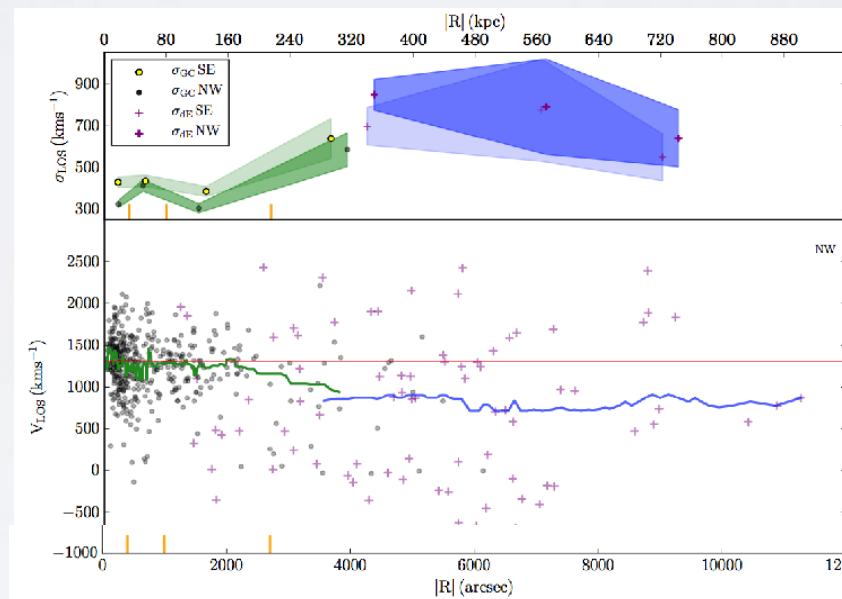 |R| (kpc)
0 80 160 240 320 400 480 560 640 720 800 880
σGC SE
σGC NW
σdE SE
σdE NW
σLOS (kms⁻¹)
900
700
500
300
NW
VLOS (kms⁻¹)
2500
2000
1500
1000
500
0
−500
−1000
0 2000 4000 6000 8000 10000 12
|R| (arcsec)